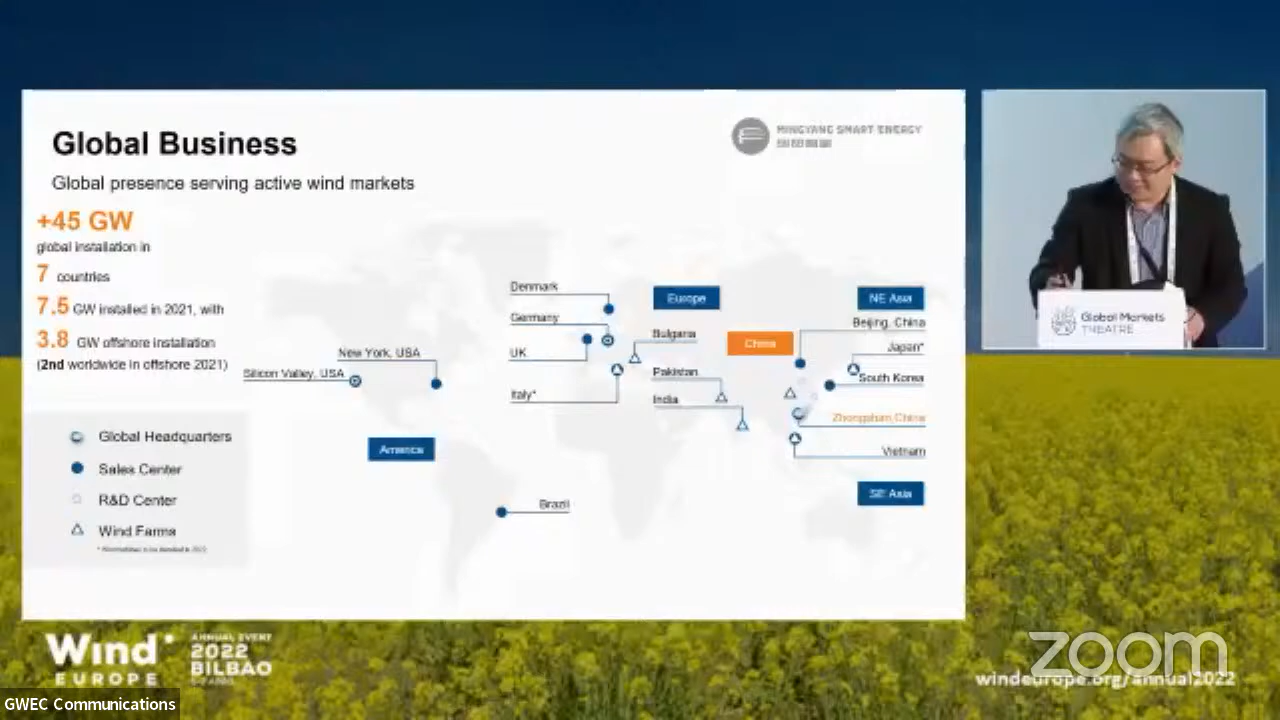 Global Business
MINGYANG SMART ENERGY
Global presence serving active wind markets
+45 GW
global installation in
7 countries
7.5 GW installed in 2021, with
3.8 GW offshore installation
(2nd worldwide in offshore 2021)
Global Headquarters
Sales Center
R&D Center
Wind Farms
New York, USA
Silicon Valley, USA
America
Brazil
Denmark
Germany
UK
Italy*
Europe
Bulgaria
Pakistan
India
China
NE Asia
Beijing, China
Japan*
South Korea
Zhongshan, China
Vietnam
SE Asia
Global Markets
THEATRE
Wind
EUROPE
ANNUAL EVENT
2022
BILBAO
zoom
windeurope.org/annual2022
GWEC Communications